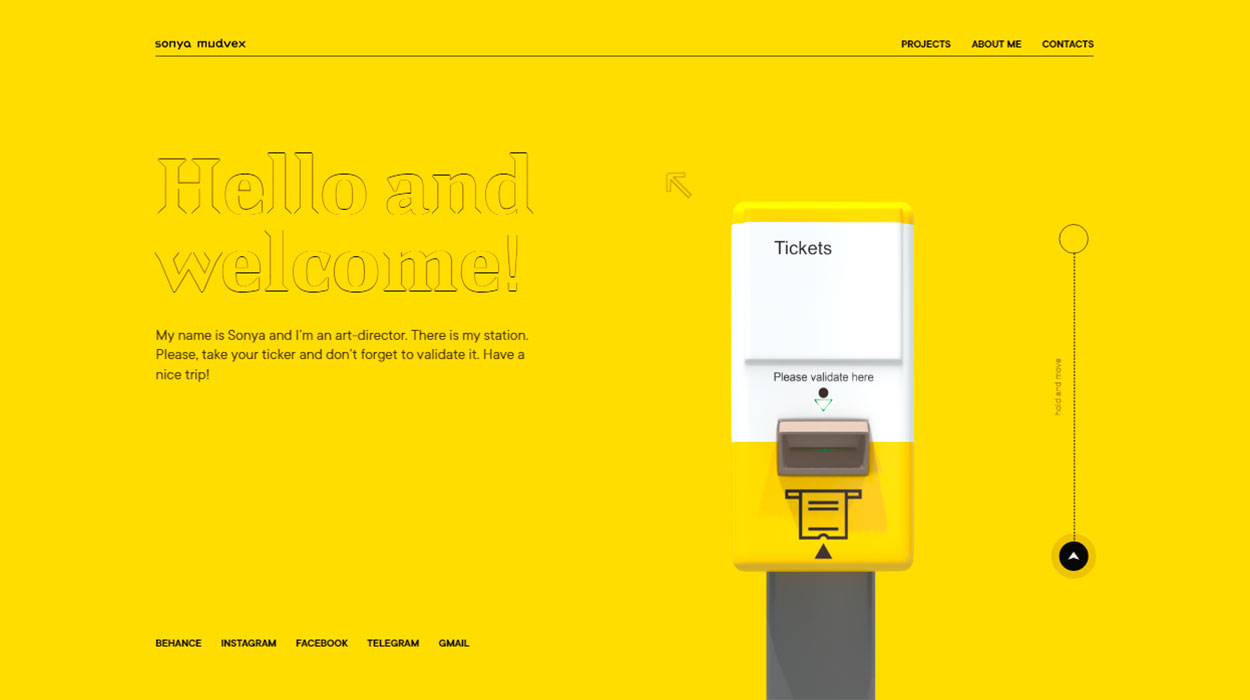 sonya mudvex
PROJECTS ABOUT ME CONTACTS
Hello and
welcome!
My name is Sonya and I'm an art-director. There is my station.
Please, take your ticker and don't forget to validate it. Have a
nice trip!
Tickets
Please validate here
hold and move
BEHANCE INSTAGRAM FACEBOOK TELEGRAM GMAIL